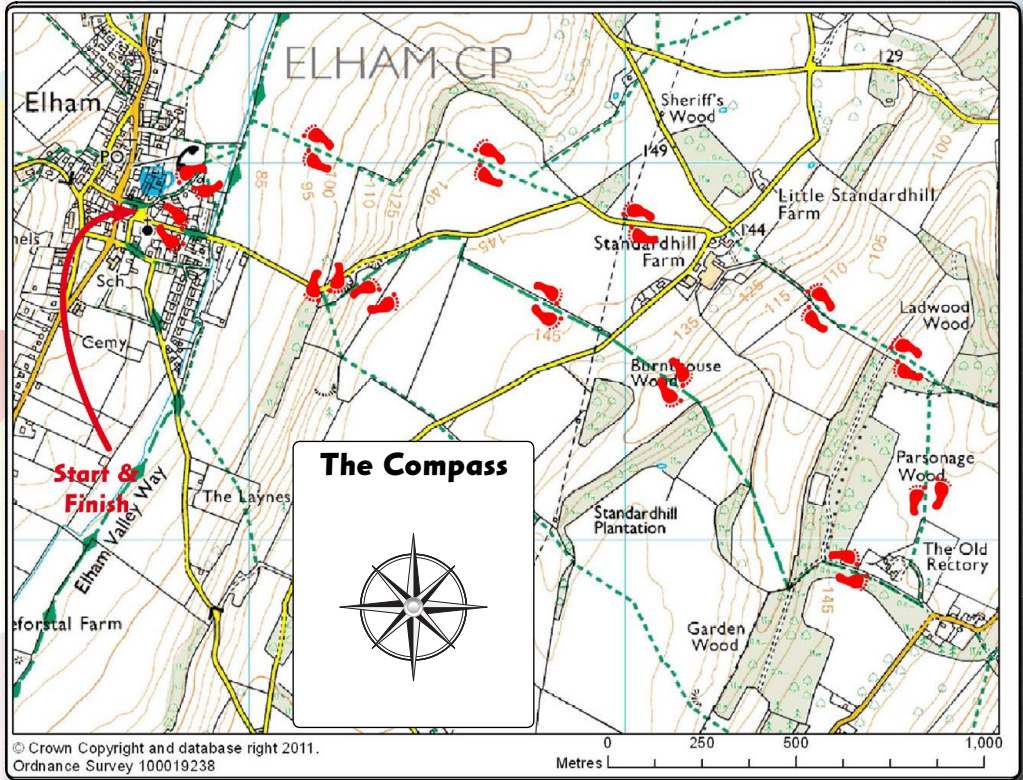 ELHAM CP
129
Elham
Sheriff's
Wood
149
PO
100
85
95
100
110
125
140
Little Standardhill
Farm
144
145
Standardhill
Farm
Sch
125
115
110
105
Ladwood
Wood
145
135
Cemy
Burnthouse
Wood
The Compass
Start &
Finish
Parsonage
Wood
Elham Valley Way
The Laynes
Standardhill
Plantation
The Old
Rectory
145
eforstal Farm
Garden
Wood
© Crown Copyright and database right 2011.
Ordnance Survey 100019238
0 250 500 1,000
Metres